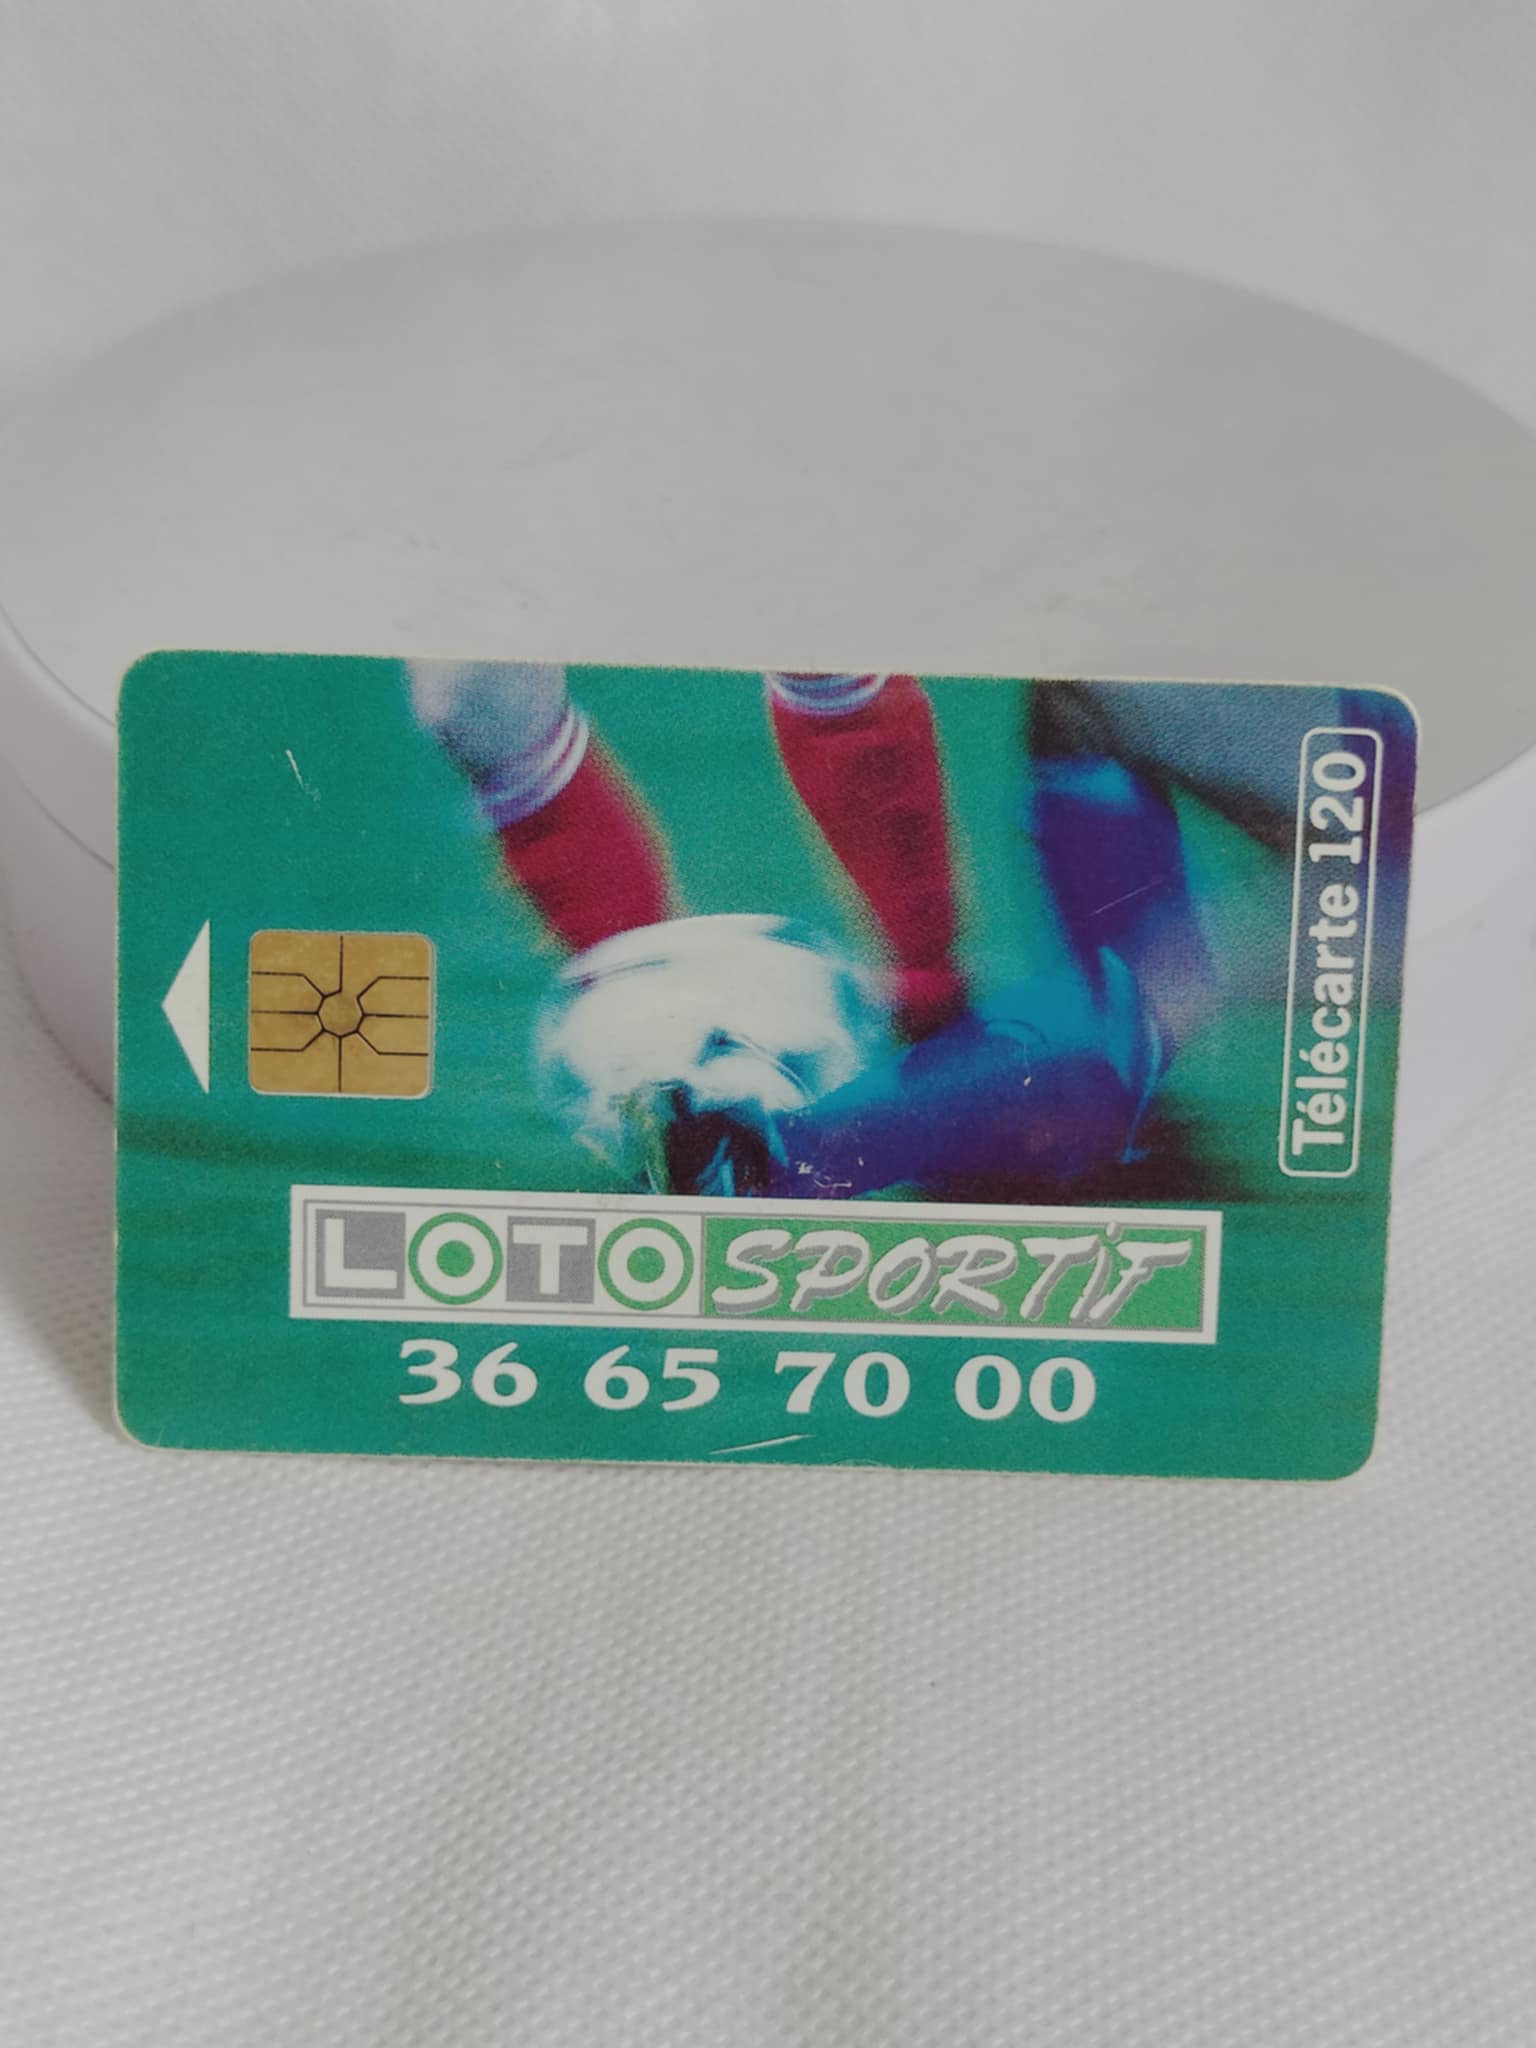 Télécarte 120
LOTO SPORTiF
36 65 70 00